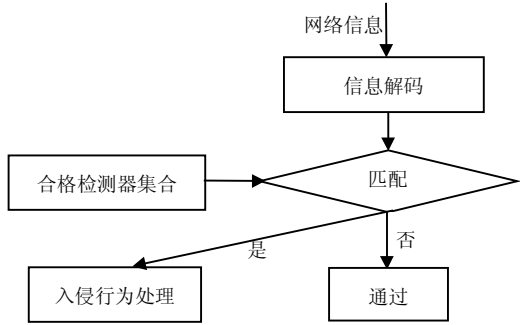 网络信息
信息解码
合格检测器集合
匹配
是
否
入侵行为处理
通过